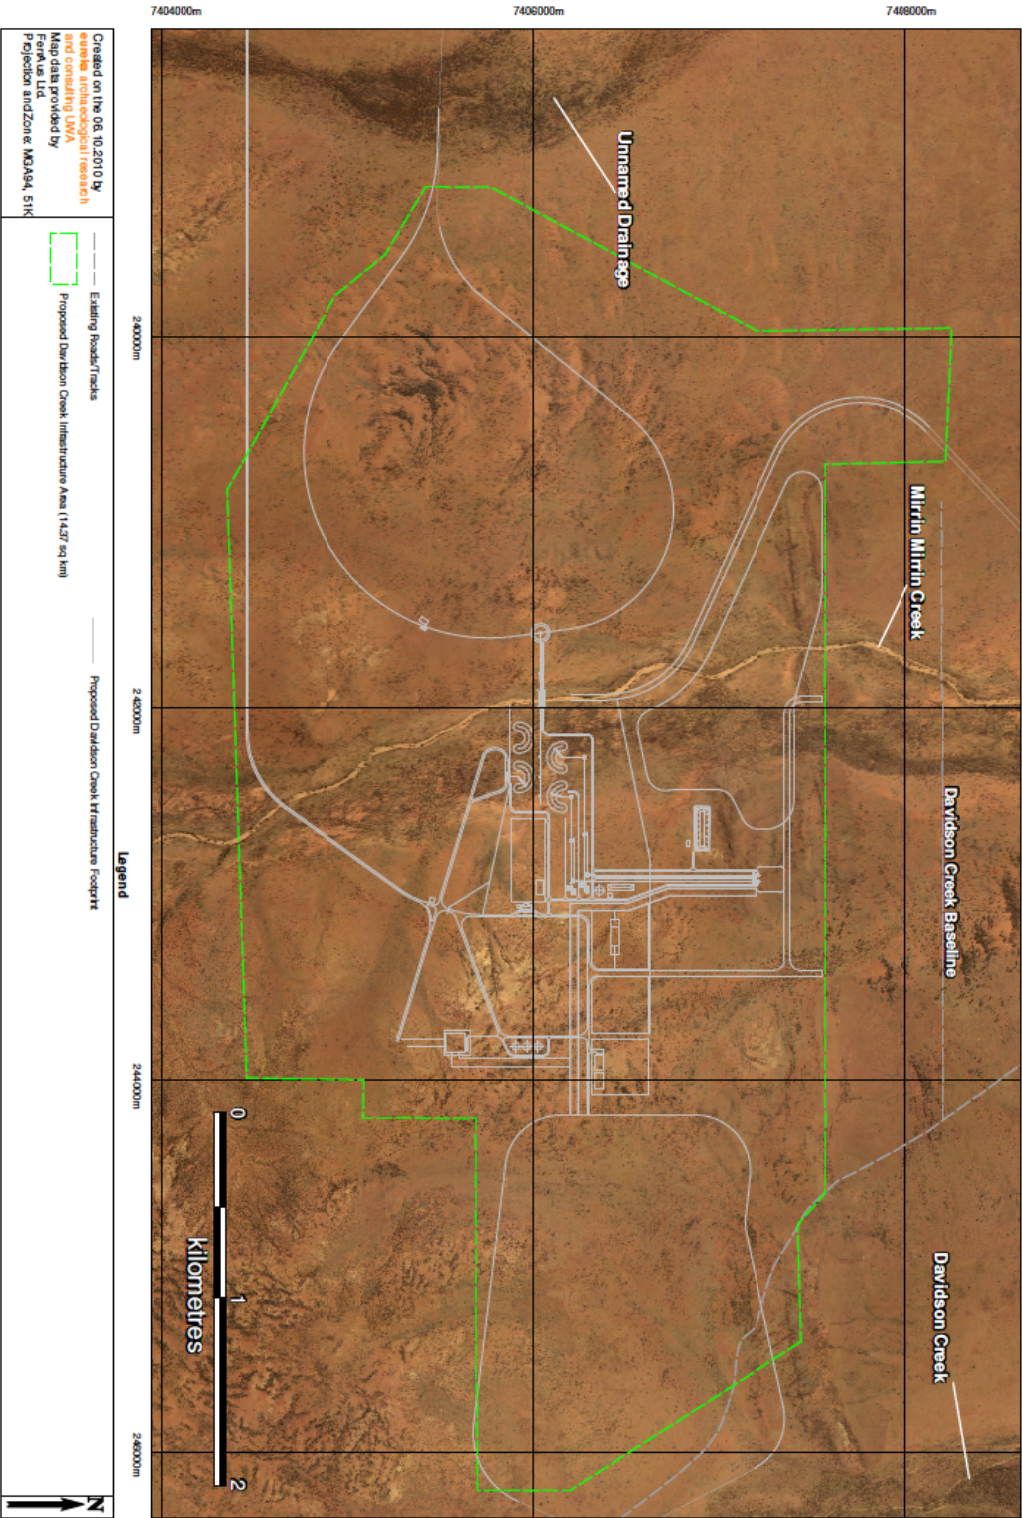 7404000m
7406000m
7408000m
240000m
242000m
244000m
246000m
Unnamed Drainage
Mirrin Mirrin Creek
Davidson Creek Baseline
Davidson Creek
0
1
2
kilometres
Legend
Existing Roads/Tracks
Proposed Davidson Creek Infrastructure Area (14.37 sq km)
Proposed Davidson Creek Infrastructure Footprint
Created on the 06.10.2010 by
eureka archaeological research
and consulting UWA
Map data provided by
FerrAus Ltd.
Projection and Zone: MGA94, 51K
N